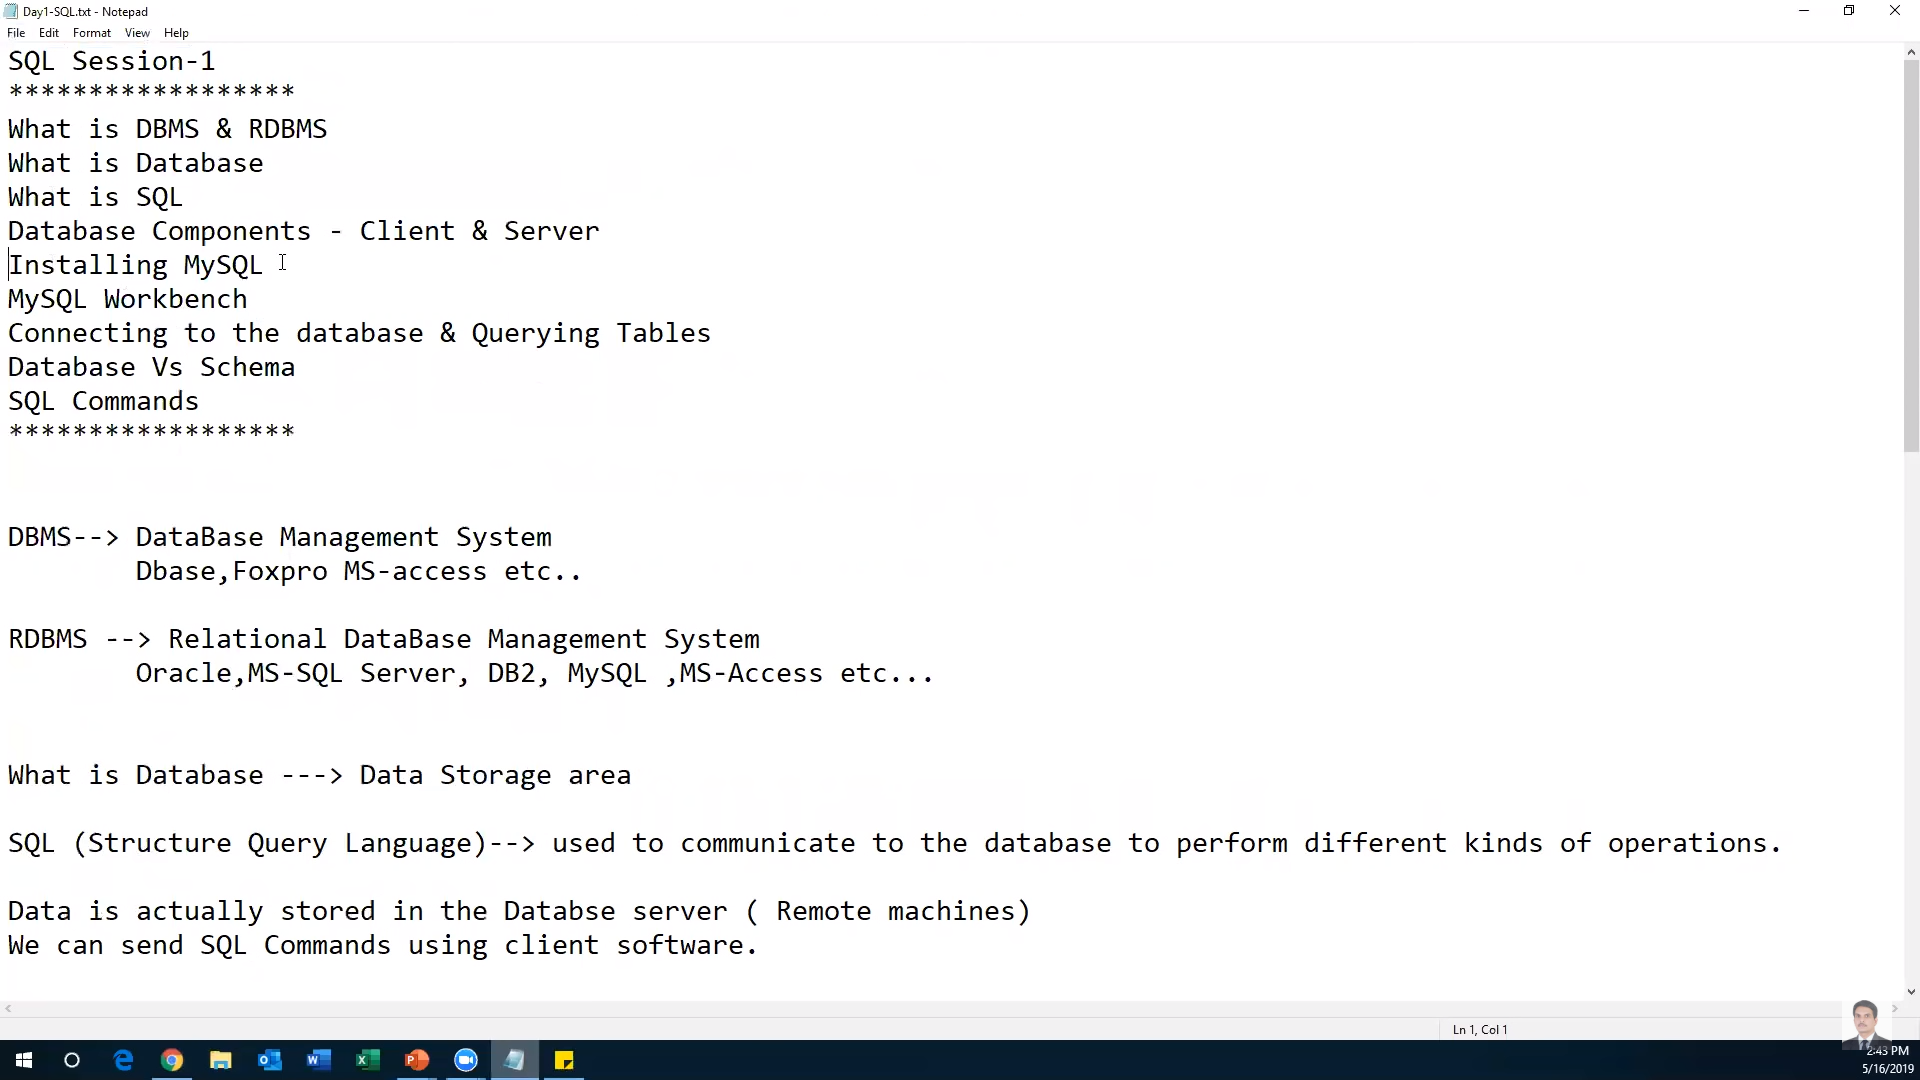 Day1-SQL.txt - Notepad
File Edit Format View Help
SQL Session-1
******************
What is DBMS & RDBMS
What is Database
What is SQL
Database Components - Client & Server
Installing MySQL
MySQL Workbench
Connecting to the database & Querying Tables
Database Vs Schema
SQL Commands
******************
DBMS--> DataBase Management System
Dbase,Foxpro MS-access etc..
RDBMS --> Relational DataBase Management System
Oracle,MS-SQL Server, DB2, MySQL ,MS-Access etc...
What is Database ---> Data Storage area
SQL (Structure Query Language)--> used to communicate to the database to perform different kinds of operations.
Data is actually stored in the Databse server ( Remote machines)
We can send SQL Commands using client software.
Ln 1, Col 1
2:43 PM
5/16/2019